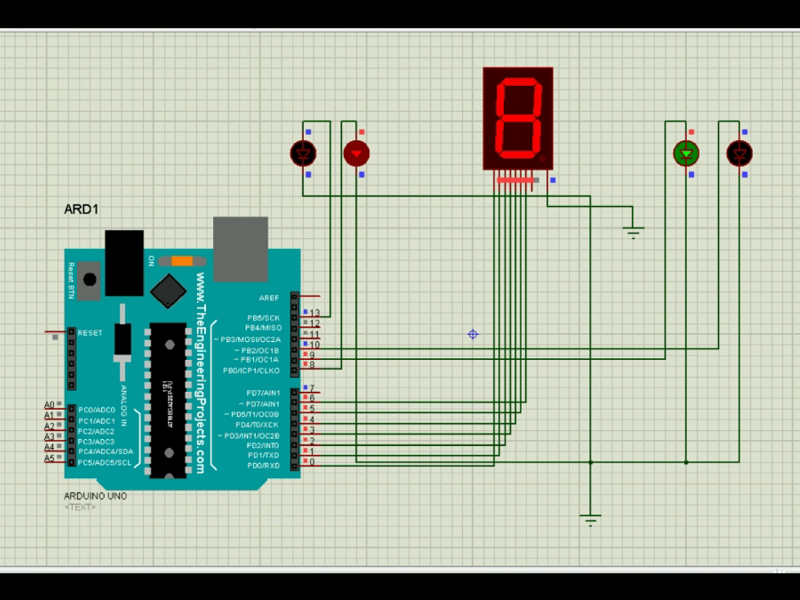 8
ARD1
ON
Reset BTN
www.TheEngineeringProjects.com
AREF
RESET
PB5/SCK 13
PB4/MISO 12
~ PB3/MOSI/OC2A 11
~ PB2/OC1B 10
~ PB1/OC1A 9
PB0/ICP1/CLKO 8
ANALOG IN
PD7/AIN1 7
~ PD7/AIN1 6
~ PD5/T1/OC0B 5
PD4/T0/XCK 4
~ PD3/INT1/OC2B 3
PD2/INT0 2
PD1/TXD 1
PD0/RXD 0
A0 PC0/ADC0
A1 PC1/ADC1
A2 PC2/ADC2
A3 PC3/ADC3
A4 PC4/ADC4/SDA
A5 PC5/ADC5/SCL
ARDUINO UNO
<TEXT>